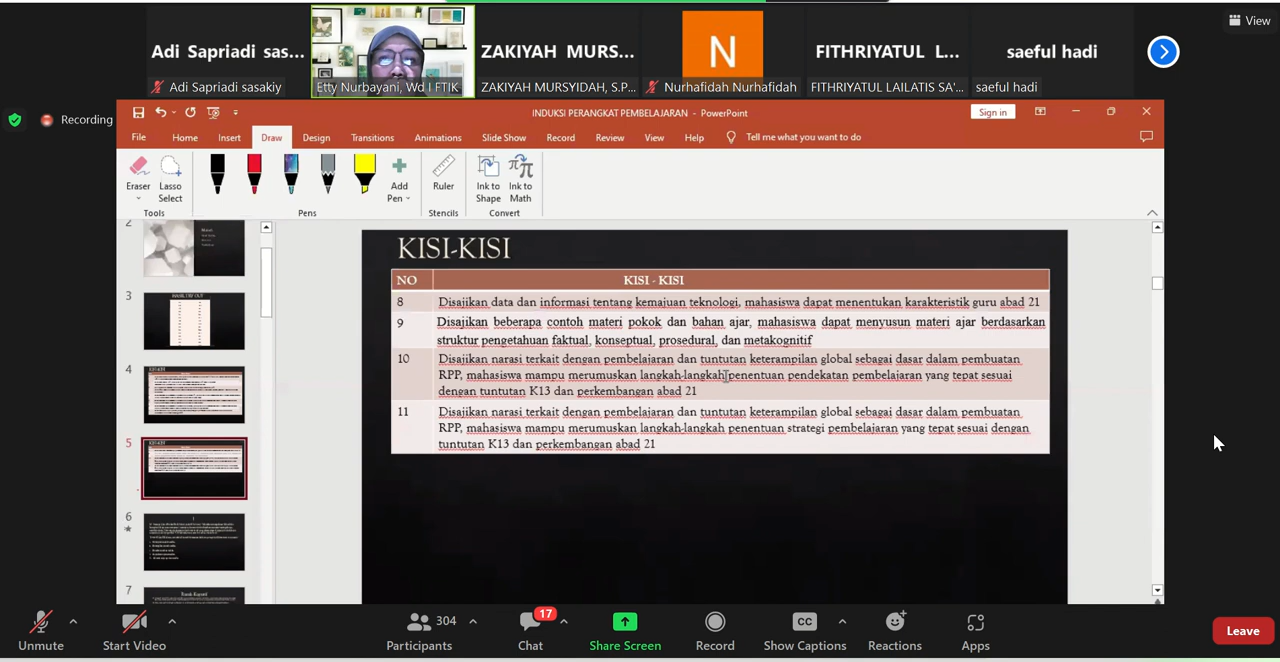 View
Adi Sapriadi sas...
ZAKIYAH MURS...
N
FITHRIYATUL L...
saeful hadi
Adi Sapriadi sasakiy
Etty Nurbayani, Wd I FTIK
ZAKIYAH MURSYIDAH, S.P...
Nurhafidah Nurhafidah
FITHRIYATUL LAILATIS SA'...
saeful hadi
Recording
INDUKSI PERANGKAT PEMBELAJARAN - PowerPoint
Sign in
File Home Insert Draw Design Transitions Animations Slide Show Record Review View Help Tell me what you want to do
Eraser
Lasso Select
Add Pen
Ruler
Ink to Shape
Ink to Math
Tools
Pens
Stencils
Convert
2
3
4
5
6
7
KISI-KISI
NO KISI - KISI
8 Disajikan data dan informasi tentang kemajuan teknologi, mahasiswa dapat menentukan karakteristik guru abad 21
9 Disajikan beberapa contoh materi pokok dan bahan ajar, mahasiswa dapat menyusun materi ajar berdasarkan
struktur pengetahuan faktual, konseptual, prosedural, dan metakognitif
10 Disajikan narasi terkait dengan pembelajaran dan tuntutan keterampilan global sebagai dasar dalam pembuatan
RPP, mahasiswa mampu merumuskan langkah-langkah penentuan pendekatan pembelajaran yang tepat sesuai
dengan tuntutan K13 dan perkembangan abad 21
11 Disajikan narasi terkait dengan pembelajaran dan tuntutan keterampilan global sebagai dasar dalam pembuatan
RPP, mahasiswa mampu merumuskan langkah-langkah penentuan strategi pembelajaran yang tepat sesuai dengan
tuntutan K13 dan perkembangan abad 21
Unmute
Start Video
304
Participants
17
Chat
Share Screen
Record
CC
Show Captions
Reactions
Apps
Leave